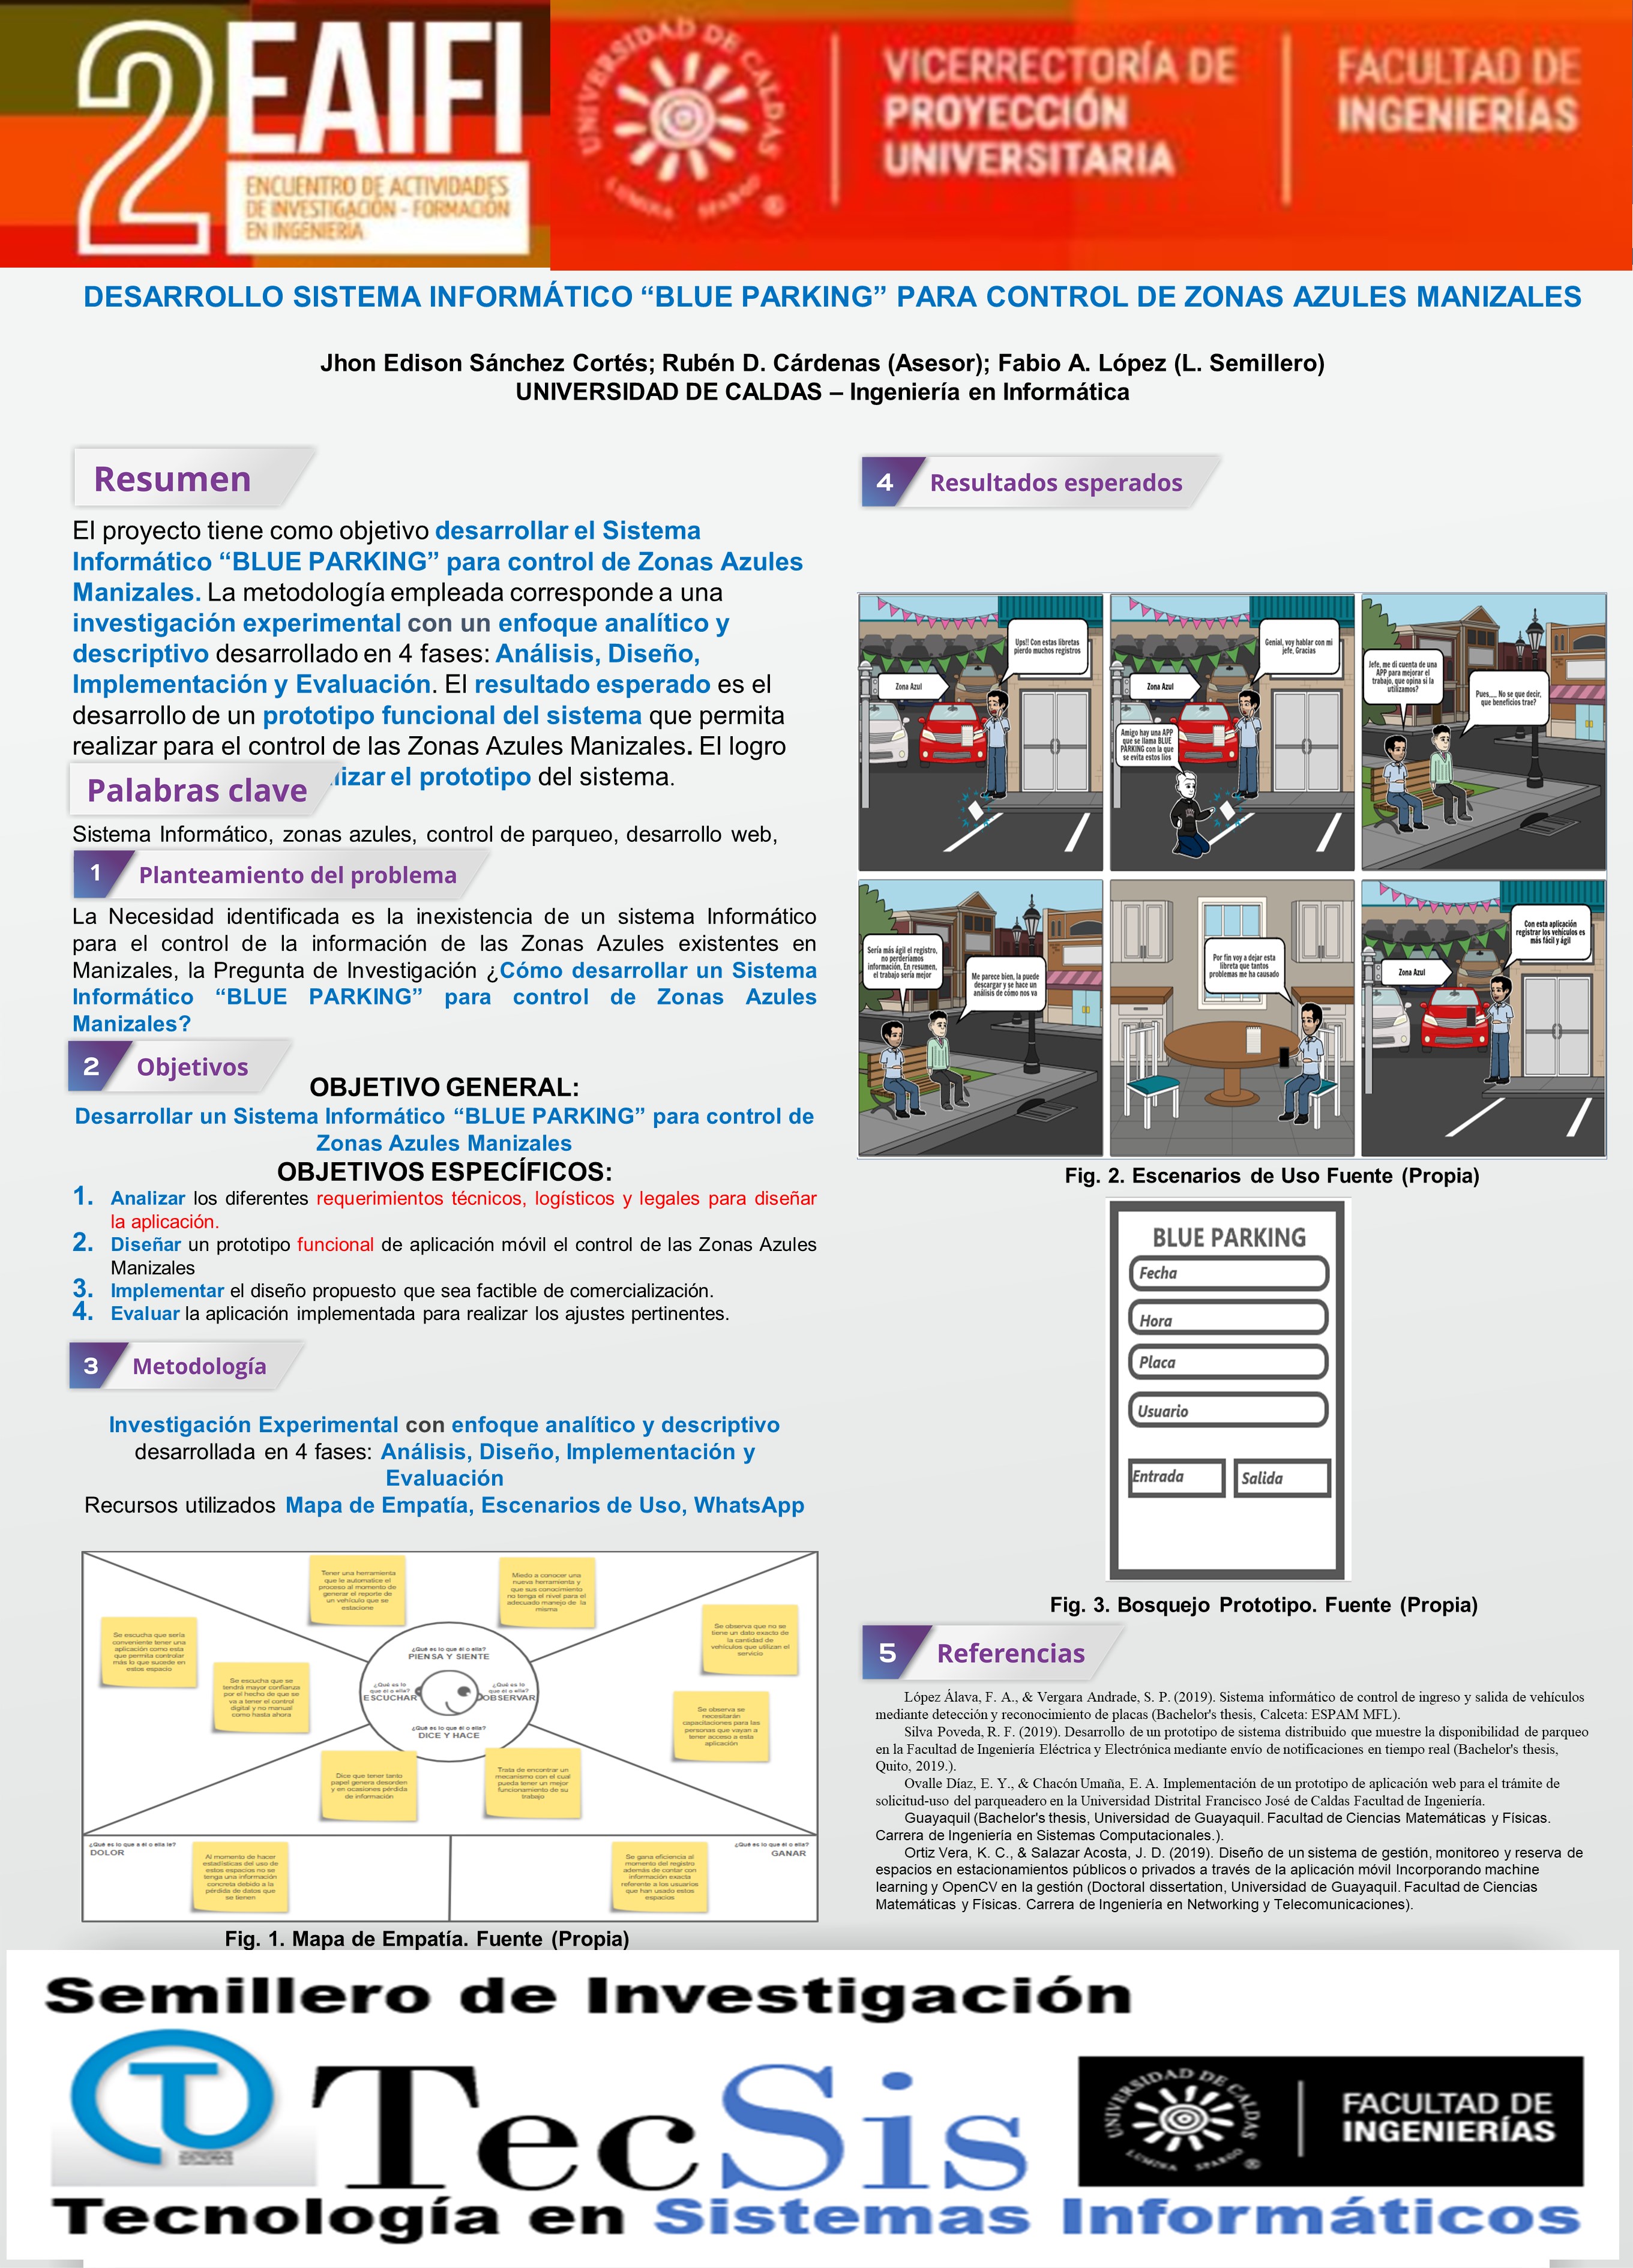 2
EAIFI
ENCUENTRO DE ACTIVIDADES
DE INVESTIGACIÓN - FORMACIÓN
EN INGENIERÍA
UNIVERSIDAD DE CALDAS
LUMINA SPARGO
VICERRECTORÍA DE
PROYECCIÓN
UNIVERSITARIA
FACULTAD DE
INGENIERÍAS
DESARROLLO SISTEMA INFORMÁTICO “BLUE PARKING” PARA CONTROL DE ZONAS AZULES MANIZALES
Jhon Edison Sánchez Cortés; Rubén D. Cárdenas (Asesor); Fabio A. López (L. Semillero)
UNIVERSIDAD DE CALDAS – Ingeniería en Informática
Resumen
El proyecto tiene como objetivo desarrollar el Sistema
Informático “BLUE PARKING” para control de Zonas Azules
Manizales. La metodología empleada corresponde a una
investigación experimental con un enfoque analítico y
descriptivo desarrollado en 4 fases: Análisis, Diseño,
Implementación y Evaluación. El resultado esperado es el
desarrollo de un prototipo funcional del sistema que permita
realizar para el control de las Zonas Azules Manizales. El logro
lizar el prototipo del sistema.
Palabras clave
Sistema Informático, zonas azules, control de parqueo, desarrollo web,
1 Planteamiento del problema
La Necesidad identificada es la inexistencia de un sistema Informático
para el control de la información de las Zonas Azules existentes en
Manizales, la Pregunta de Investigación ¿Cómo desarrollar un Sistema
Informático “BLUE PARKING” para control de Zonas Azules
Manizales?
2 Objetivos
OBJETIVO GENERAL:
Desarrollar un Sistema Informático “BLUE PARKING” para control de
Zonas Azules Manizales
OBJETIVOS ESPECÍFICOS:
1. Analizar los diferentes requerimientos técnicos, logísticos y legales para diseñar
la aplicación.
2. Diseñar un prototipo funcional de aplicación móvil el control de las Zonas Azules
Manizales
3. Implementar el diseño propuesto que sea factible de comercialización.
4. Evaluar la aplicación implementada para realizar los ajustes pertinentes.
3 Metodología
Investigación Experimental con enfoque analítico y descriptivo
desarrollada en 4 fases: Análisis, Diseño, Implementación y
Evaluación
Recursos utilizados Mapa de Empatía, Escenarios de Uso, WhatsApp
Tener una herramienta
que le automatice el
proceso al momento de
generar el reporte de
un vehículo que se
estacione
Miedo a conocer una
nueva herramienta y
que sus conocimiento
no tenga el nivel para el
adecuado manejo de la
misma
Se escucha que sería
conveniente tener una
aplicación como esta
que permita controlar
más lo que sucede en
estos espacio
Se escucha que se
tendrá mayor confianza
por el hecho de que se
va a tener el control
digital y no manual
como hasta ahora
Se observa que no se
tiene un dato exacto de
la cantidad de
vehículos que utilizan el
servicio
Se observa se
necesitarán
capacitaciones para las
personas que vayan a
tener acceso a esta
aplicación
¿Qué es lo que él o ella?
PIENSA Y SIENTE
¿Qué es lo
que él o ella?
ESCUCHAR
¿Qué es lo
que él o ella?
OBSERVAR
¿Qué es lo que él o ella?
DICE Y HACE
Dice que tener tanto
papel genera desorden
y en ocasiones pérdida
de información
Trata de encontrar un
mecanismo con el cual
pueda tener un mejor
funcionamiento de su
trabajo
¿Qué es lo que a él o ella le?
DOLOR
Al momento de hacer
estadísticas del uso de
estos espacios no se
tenga una información
concreta debido a la
pérdida de datos que
se tienen
Se gana eficiencia al
momento del registro
además de contar con
información exacta
referente a los usuarios
que han usado estos
espacios
¿Qué es lo que él o ella?
GANAR
Fig. 1. Mapa de Empatía. Fuente (Propia)
4 Resultados esperados
Ups!! Con estas libretas
pierdo muchos registros
Zona Azul
Genial, voy hablar con mi
jefe, Gracias
Zona Azul
Amigo hay una APP
que se llama BLUE
PARKING con la que
se evita estos líos
Jefe, me di cuenta de una
APP para mejorar el
trabajo, que opina si la
utilizamos?
Pues,,,, No se que decir,
que beneficios trae?
Sería más ágil el registro,
no perderíamos
información, En resumen,
el trabajo sería mejor
Me parece bien, la puede
descargar y se hace un
análisis de cómo nos va
Por fin voy a dejar esta
libreta que tantos
problemas me ha causado
Con esta aplicación
registrar los vehículos es
más fácil y ágil
Zona Azul
Fig. 2. Escenarios de Uso Fuente (Propia)
BLUE PARKING
Fecha
Hora
Placa
Usuario
Entrada
Salida
Fig. 3. Bosquejo Prototipo. Fuente (Propia)
5 Referencias
López Álava, F. A., & Vergara Andrade, S. P. (2019). Sistema informático de control de ingreso y salida de vehículos
mediante detección y reconocimiento de placas (Bachelor's thesis, Calceta: ESPAM MFL).
Silva Poveda, R. F. (2019). Desarrollo de un prototipo de sistema distribuido que muestre la disponibilidad de parqueo
en la Facultad de Ingeniería Eléctrica y Electrónica mediante envío de notificaciones en tiempo real (Bachelor's thesis,
Quito, 2019.).
Ovalle Díaz, E. Y., & Chacón Umaña, E. A. Implementación de un prototipo de aplicación web para el trámite de
solicitud-uso del parqueadero en la Universidad Distrital Francisco José de Caldas Facultad de Ingeniería.
Guayaquil (Bachelor's thesis, Universidad de Guayaquil. Facultad de Ciencias Matemáticas y Físicas.
Carrera de Ingeniería en Sistemas Computacionales.).
Ortiz Vera, K. C., & Salazar Acosta, J. D. (2019). Diseño de un sistema de gestión, monitoreo y reserva de
espacios en estacionamientos públicos o privados a través de la aplicación móvil Incorporando machine
learning y OpenCV en la gestión (Doctoral dissertation, Universidad de Guayaquil. Facultad de Ciencias
Matemáticas y Físicas. Carrera de Ingeniería en Networking y Telecomunicaciones).
Semillero de Investigación
TecSis
Tecnología en Sistemas Informáticos
UNIVERSIDAD DE CALDAS
LUMINA SPARGO
FACULTAD DE
INGENIERÍAS